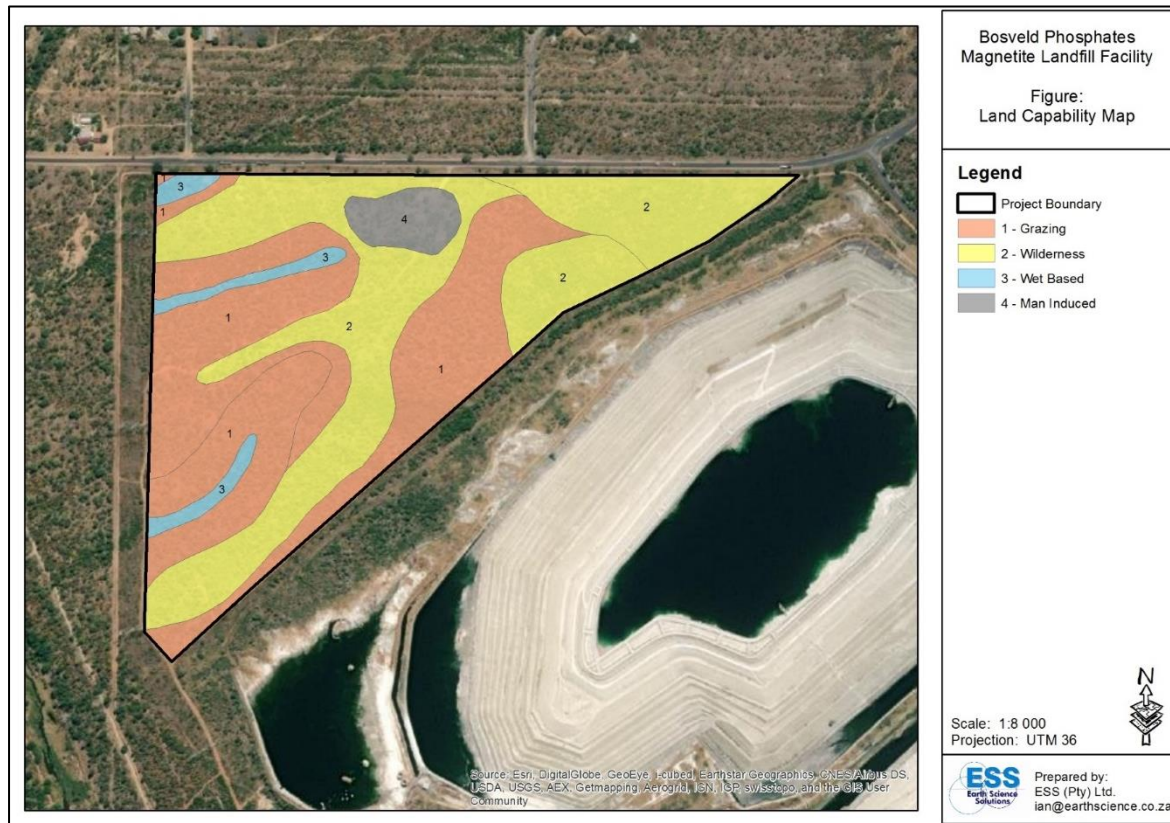 Bosveld Phosphates
Magnetite Landfill Facility
Figure:
Land Capability Map
Legend
Project Boundary
1 - Grazing
2 - Wilderness
3 - Wet Based
4 - Man Induced
1
3
1
4
2
2
3
2
1
2
1
1
3
N
Scale: 1:8 000
Projection: UTM 36
ESS
Earth Science
Solutions
Prepared by:
ESS (Pty) Ltd.
ian@earthscience.co.za
Source: Esri, DigitalGlobe, GeoEye, i-cubed, Earthstar Geographics, CNES/Airbus DS,
USDA, USGS, AEX, Getmapping, Aerogrid, IGN, IGP, swisstopo, and the GIS User
Community